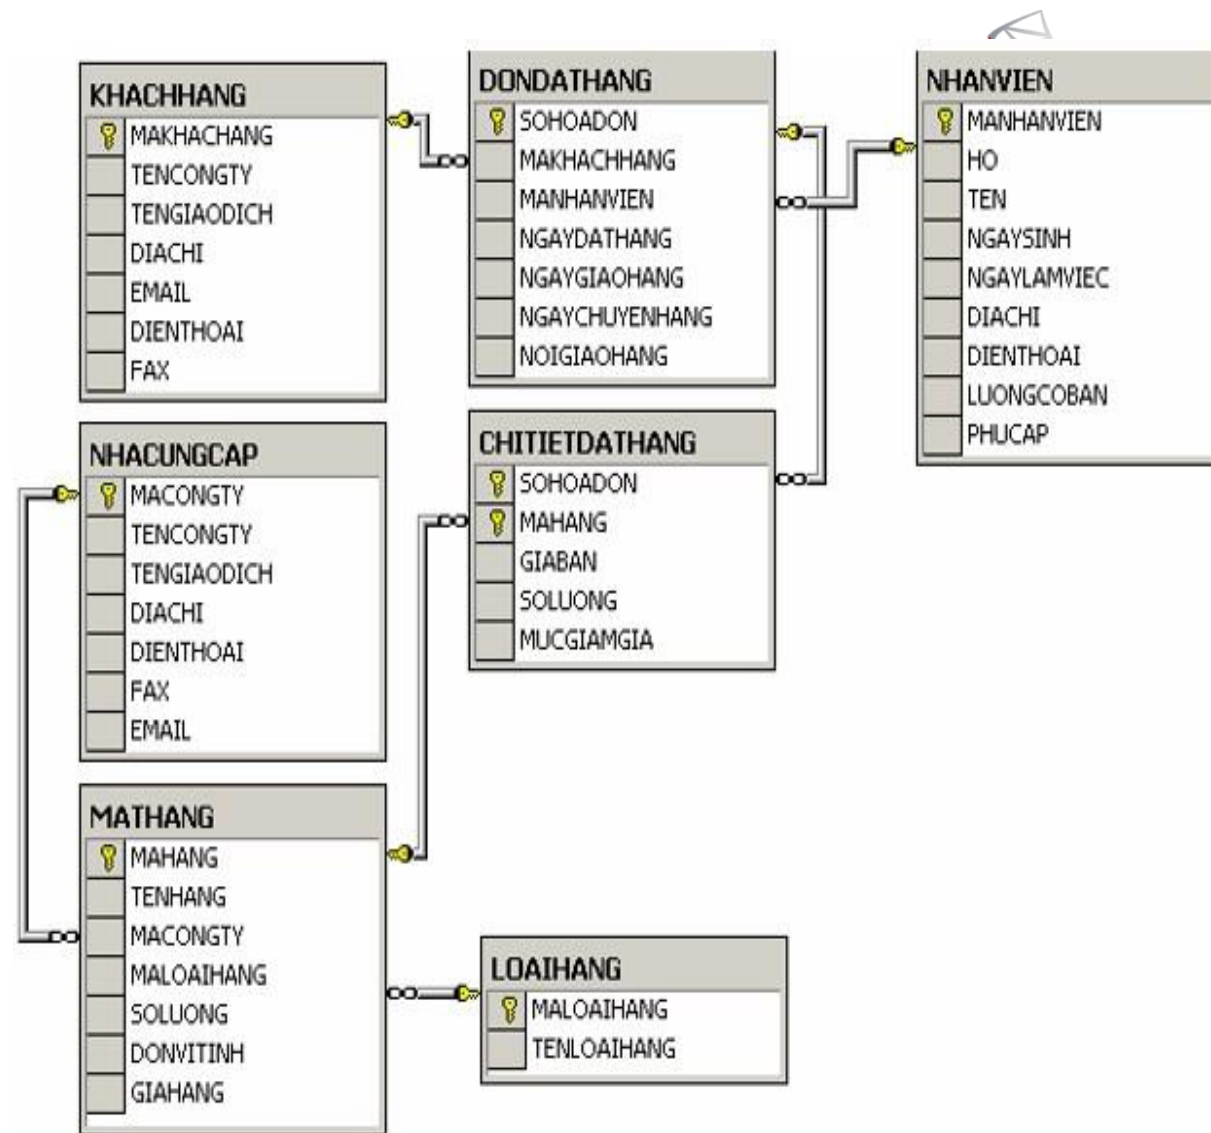 KHACHHANG
MAKHACHANG
TENCONGTY
TENGIAODICH
DIACHI
EMAIL
DIENTHOAI
FAX
DONDATHANG
SOHOADON
MAKHACHHANG
MANHANVIEN
NGAYDATHANG
NGAYGIAOHANG
NGAYCHUYENHANG
NOIGIAOHANG
NHANVIEN
MANHANVIEN
HO
TEN
NGAYSINH
NGAYLAMVIEC
DIACHI
DIENTHOAI
LUONGCOBAN
PHUCAP
NHACUNGCAP
MACONGTY
TENCONGTY
TENGIAODICH
DIACHI
DIENTHOAI
FAX
EMAIL
CHITIETDATHANG
SOHOADON
MAHANG
GIABAN
SOLUONG
MUCGIAMGIA
MATHANG
MAHANG
TENHANG
MACONGTY
MALOAIHANG
SOLUONG
DONVITINH
GIAHANG
LOAIHANG
MALOAIHANG
TENLOAIHANG